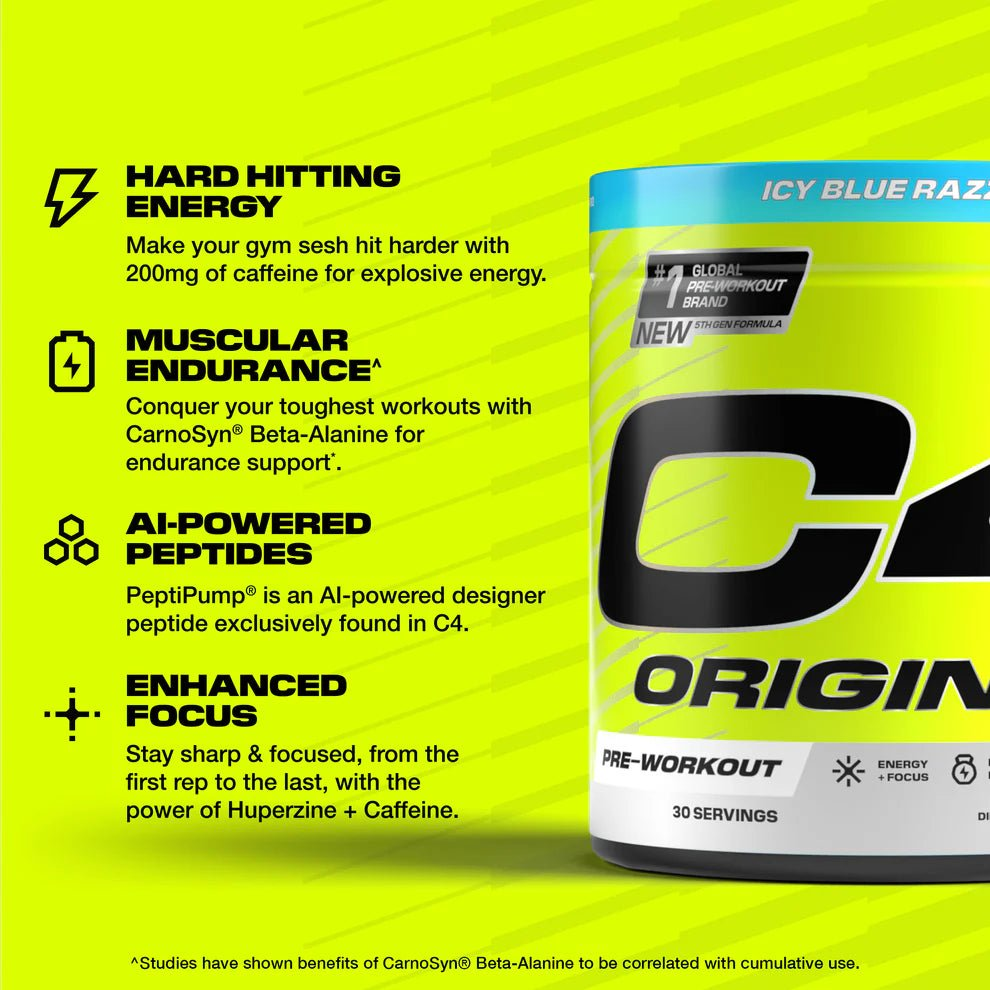 HARD HITTING
ENERGY
Make your gym sesh hit harder with
200mg of caffeine for explosive energy.
MUSCULAR
ENDURANCE^
Conquer your toughest workouts with
CarnoSyn® Beta-Alanine for
endurance support*.
AI-POWERED
PEPTIDES
PeptiPump® is an AI-powered designer
peptide exclusively found in C4.
ENHANCED
FOCUS
Stay sharp & focused, from the
first rep to the last, with the
power of Huperzine + Caffeine.
ICY BLUE RAZZ
#1 GLOBAL
PRE-WORKOUT
BRAND
NEW 5TH GEN FORMULA
C4
ORIGIN
PRE-WORKOUT
ENERGY
+ FOCUS
30 SERVINGS
^Studies have shown benefits of CarnoSyn® Beta-Alanine to be correlated with cumulative use.